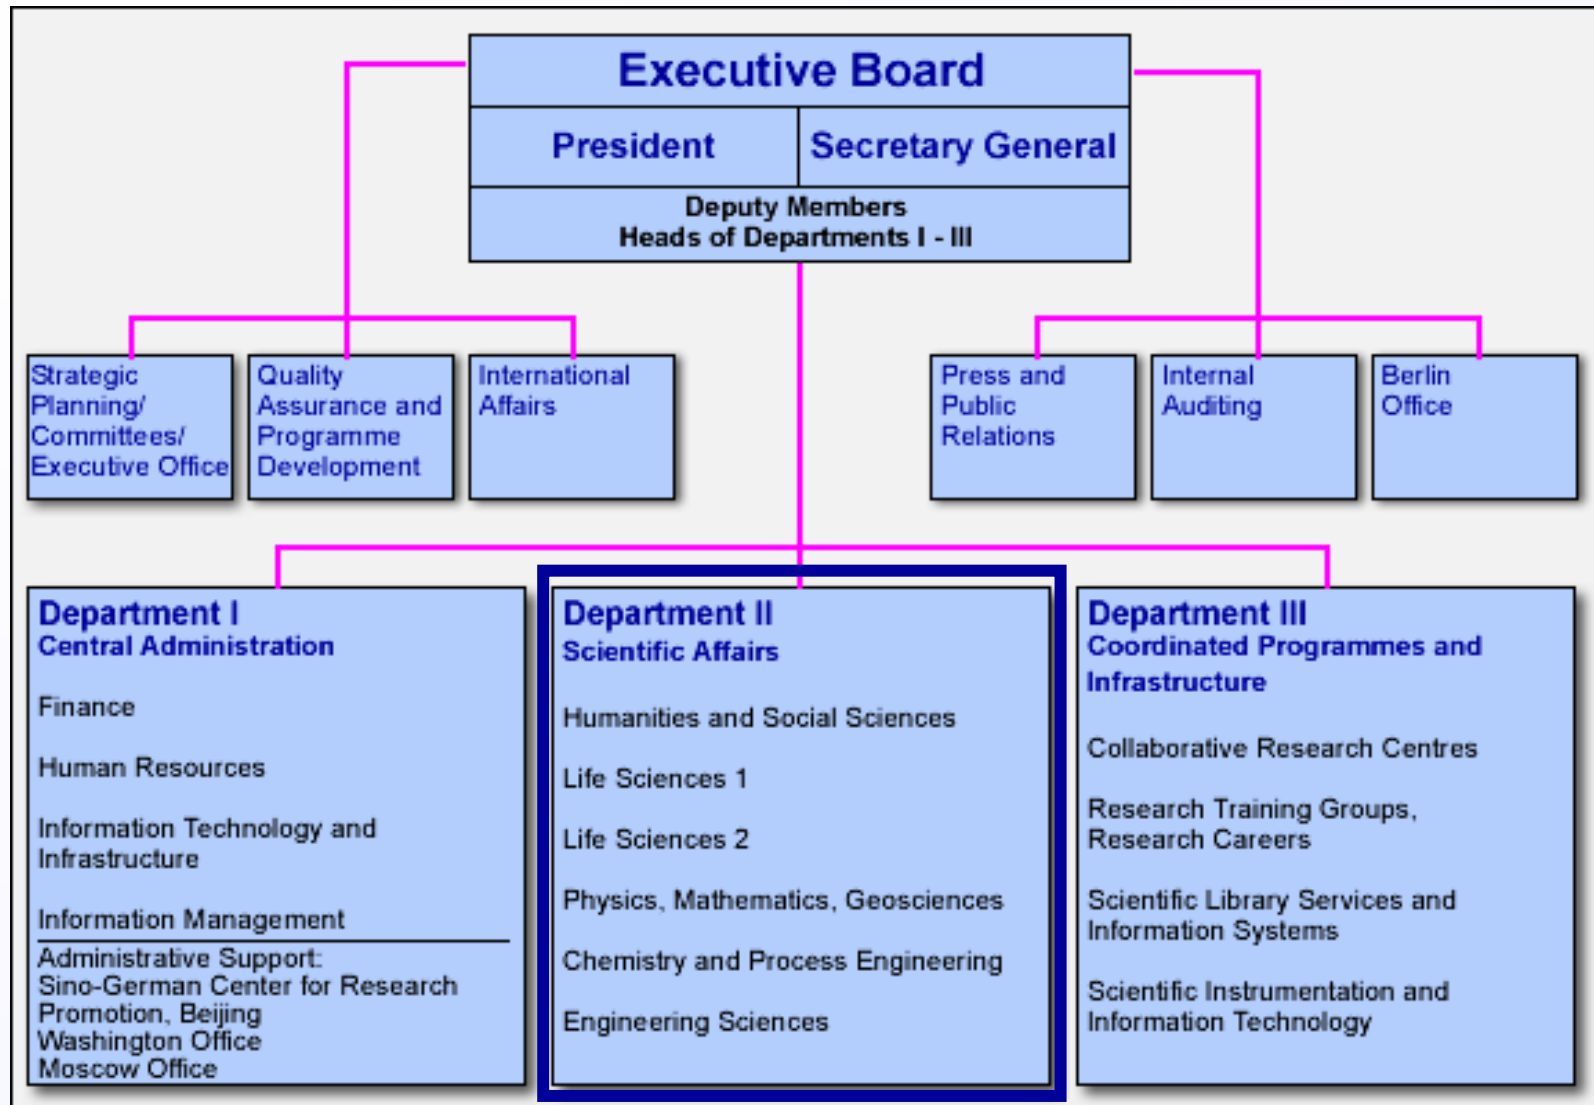 Executive Board
President
Secretary General
Deputy Members
Heads of Departments I - III
Strategic
Planning/
Committees/
Executive Office
Quality
Assurance and
Programme
Development
International
Affairs
Press and
Public
Relations
Internal
Auditing
Berlin
Office
Department I
Central Administration
Finance
Human Resources
Information Technology and
Infrastructure
Information Management
Administrative Support:
Sino-German Center for Research
Promotion, Beijing
Washington Office
Moscow Office
Department II
Scientific Affairs
Humanities and Social Sciences
Life Sciences 1
Life Sciences 2
Physics, Mathematics, Geosciences
Chemistry and Process Engineering
Engineering Sciences
Department III
Coordinated Programmes and
Infrastructure
Collaborative Research Centres
Research Training Groups,
Research Careers
Scientific Library Services and
Information Systems
Scientific Instrumentation and
Information Technology